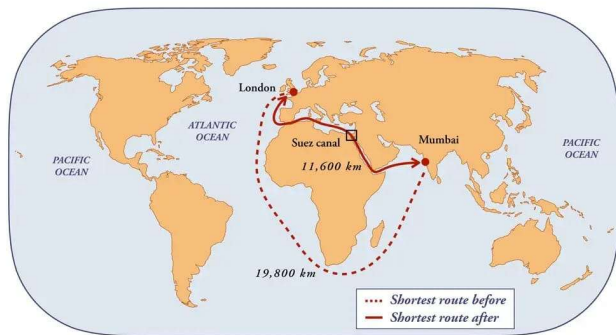 London
ATLANTIC
OCEAN
Suez canal
Mumbai
PACIFIC
OCEAN
PACIFIC
OCEAN
11,600 km
19,800 km
Shortest route before
Shortest route after